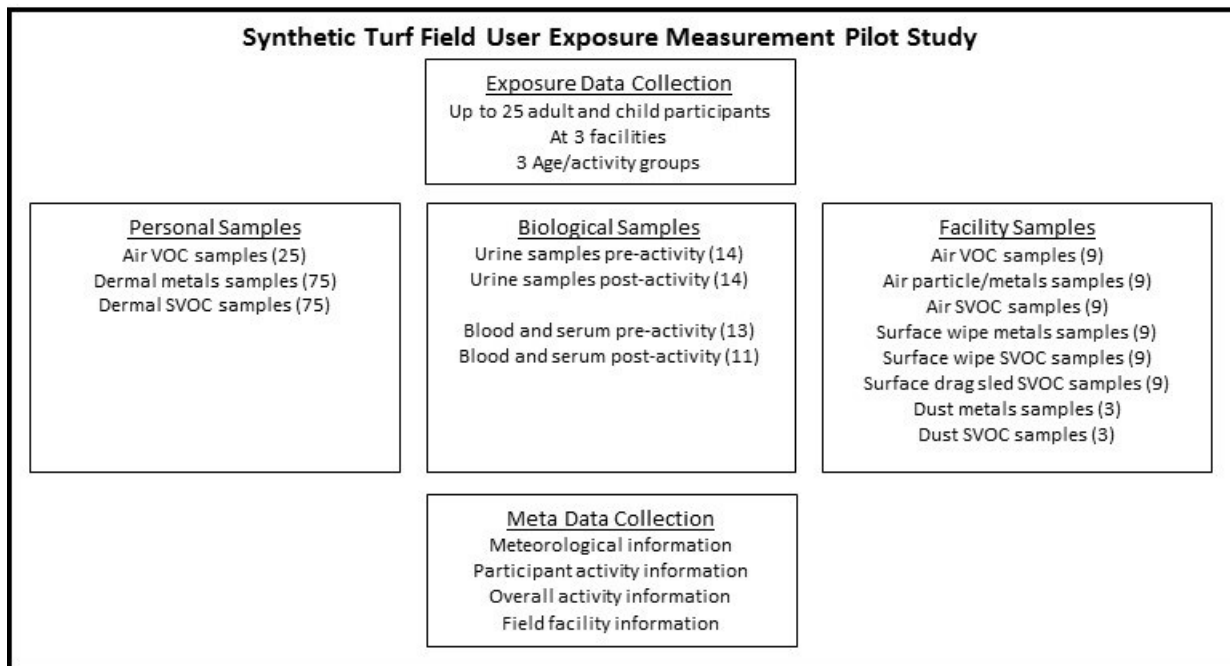 Synthetic Turf Field User Exposure Measurement Pilot Study
Exposure Data Collection
Up to 25 adult and child participants
At 3 facilities
3 Age/activity groups
Personal Samples
Air VOC samples (25)
Dermal metals samples (75)
Dermal SVOC samples (75)
Biological Samples
Urine samples pre-activity (14)
Urine samples post-activity (14)
Blood and serum pre-activity (13)
Blood and serum post-activity (11)
Facility Samples
Air VOC samples (9)
Air particle/metals samples (9)
Air SVOC samples (9)
Surface wipe metals samples (9)
Surface wipe SVOC samples (9)
Surface drag sled SVOC samples (9)
Dust metals samples (3)
Dust SVOC samples (3)
Meta Data Collection
Meteorological information
Participant activity information
Overall activity information
Field facility information